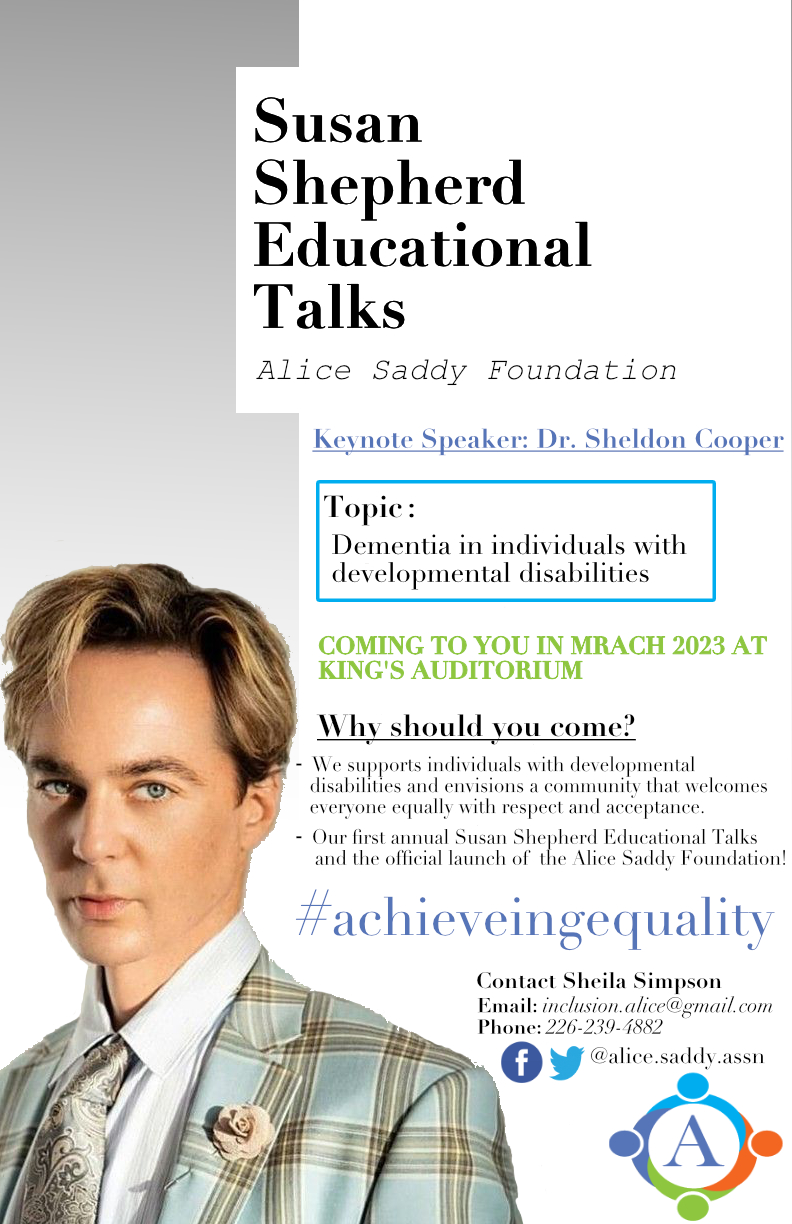 Susan
Shepherd
Educational
Talks
Alice Saddy Foundation
Keynote Speaker: Dr. Sheldon Cooper
Topic:
Dementia in individuals with
developmental disabilities
COMING TO YOU IN MRACH 2023 AT
KING'S AUDITORIUM
Why should you come?
- We supports individuals with developmental
disabilities and envisions a community that welcomes
everyone equally with respect and acceptance.
- Our first annual Susan Shepherd Educational Talks
and the official launch of the Alice Saddy Foundation!
#achieveingequality
Contact Sheila Simpson
Email: inclusion.alice@gmail.com
Phone: 226-239-4882
f @alice.saddy.assn
A